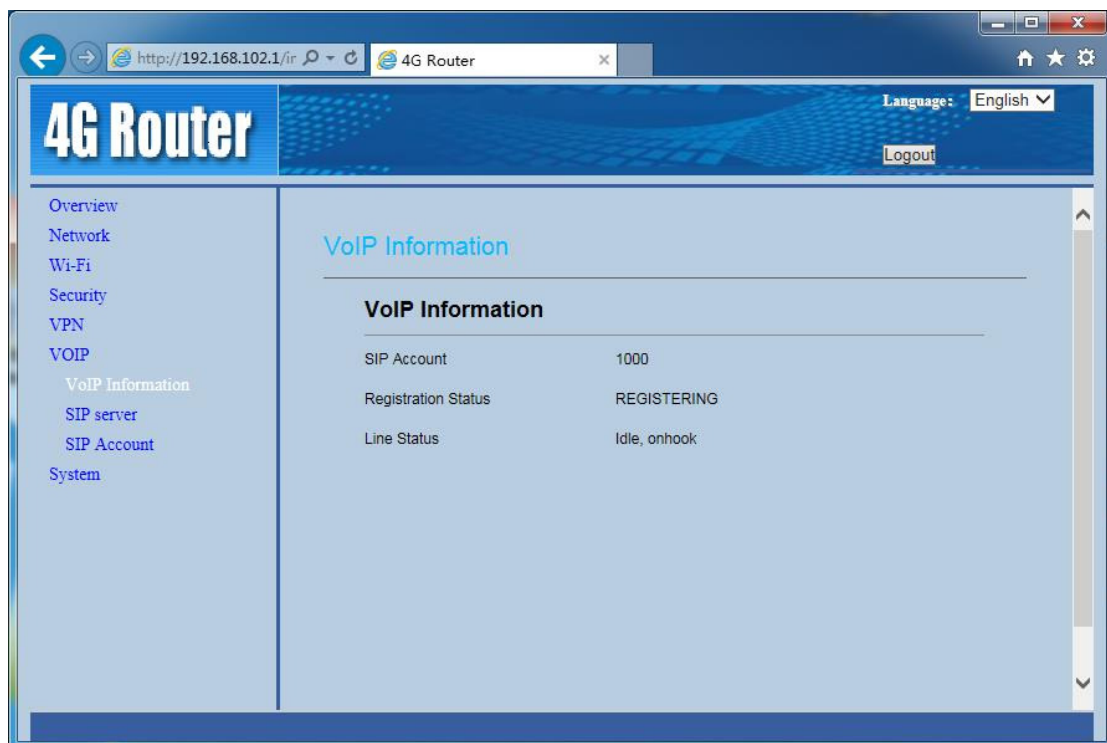 http://192.168.102.1/ir
4G Router
4G Router
Language: English
Logout
Overview
Network
Wi-Fi
Security
VPN
VOIP
VoIP Information
SIP server
SIP Account
System
VoIP Information
VoIP Information
SIP Account 1000
Registration Status REGISTERING
Line Status Idle, onhook